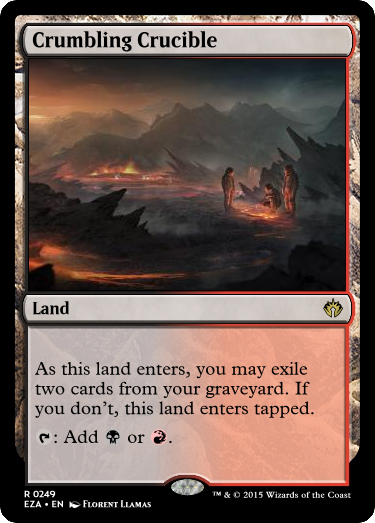 Crumbling Crucible
Land
As this land enters, you may exile
two cards from your graveyard. If
you don't, this land enters tapped.
: Add or .
R 0249
EZA • EN Florent Llamas
™ & © 2015 Wizards of the Coast